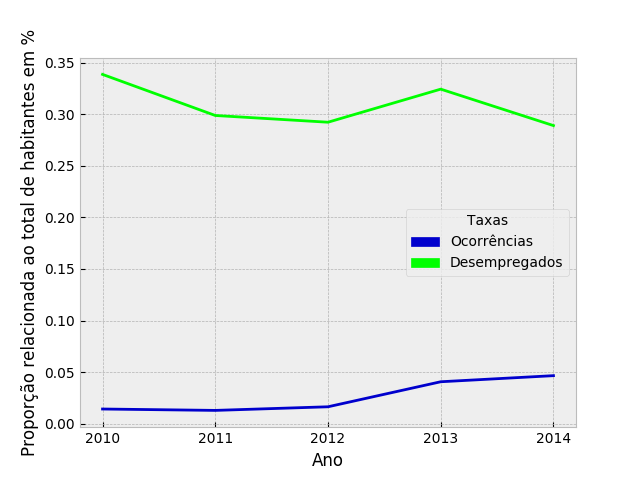 Proporção relacionada ao total de habitantes em %
0.35
0.30
0.25
0.20
0.15
0.10
0.05
0.00
Taxas
Ocorrências
Desempregados
2010 2011 2012 2013 2014
Ano